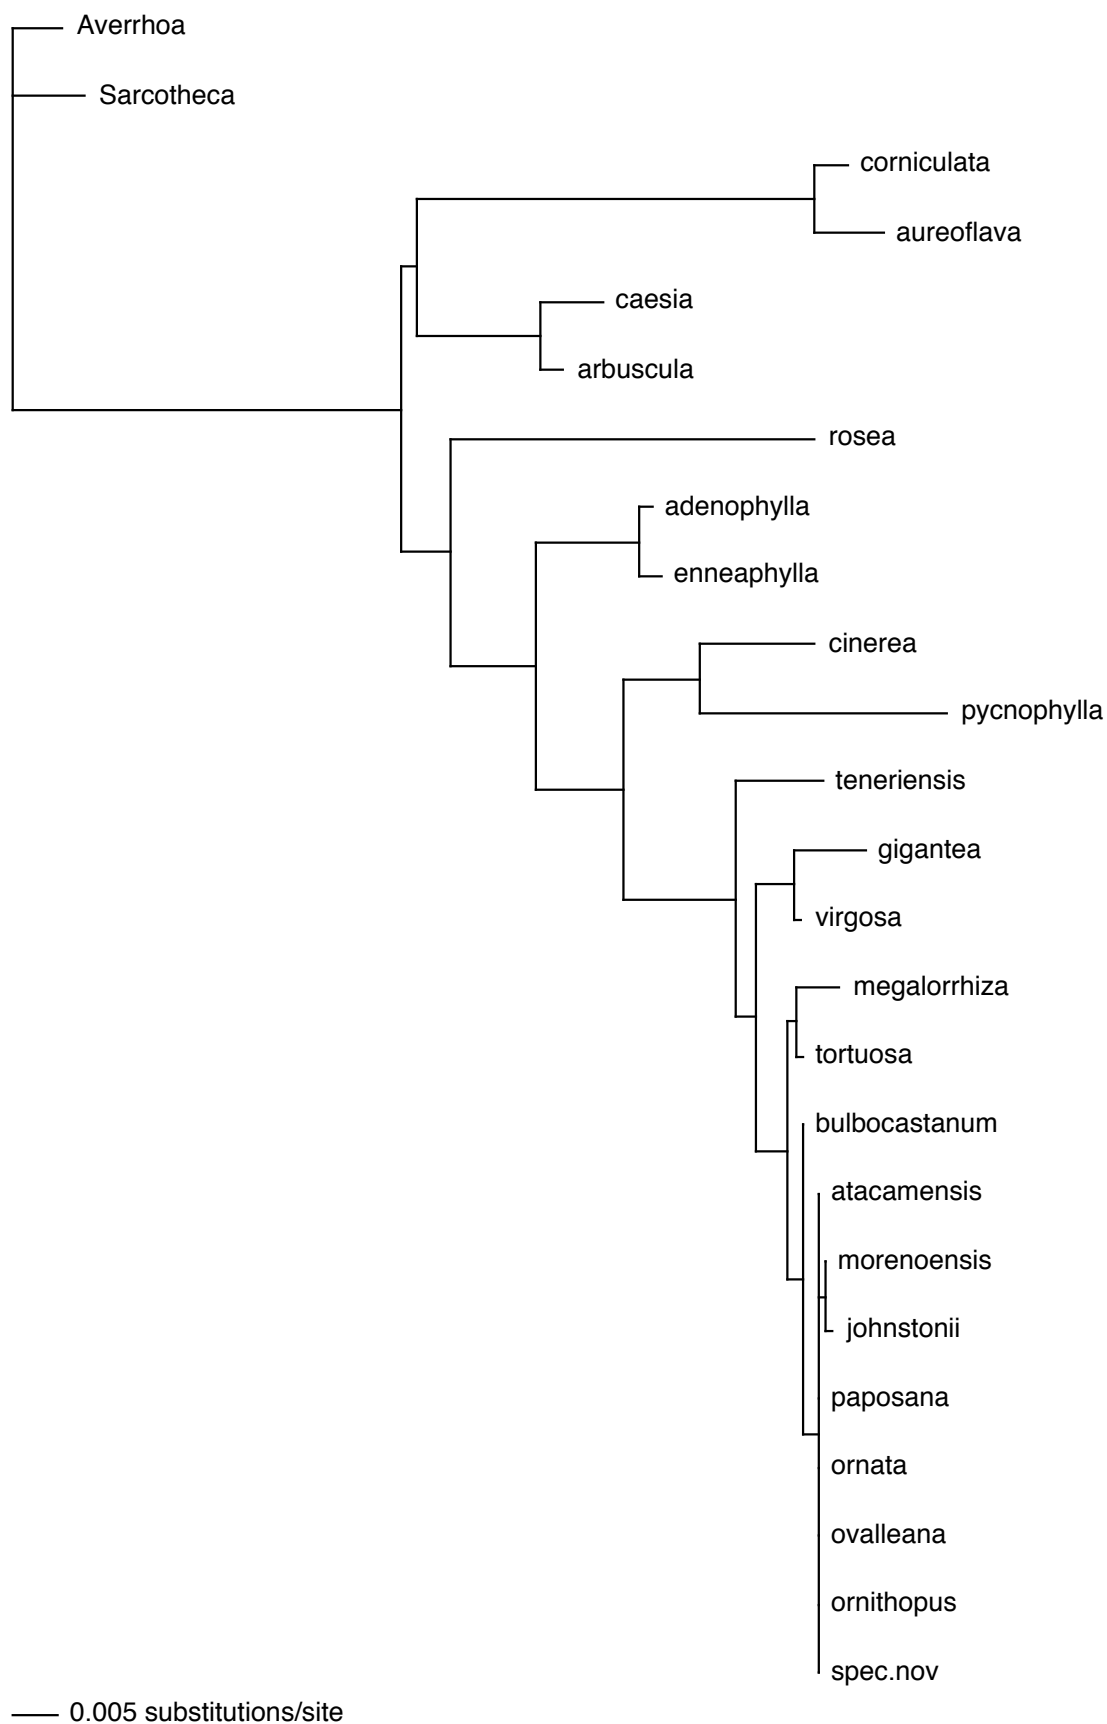 Averrhoa
Sarcotheca
corniculata
aureoflava
caesia
arbuscula
rosea
adenophylla
enneaphylla
cinerea
pycnophylla
teneriensis
gigantea
virgosa
megalorrhiza
tortuosa
bulbocastanum
atacamensis
morenoensis
johnstonii
paposana
ornata
ovalleana
ornithopus
spec.nov
0.005 substitutions/site